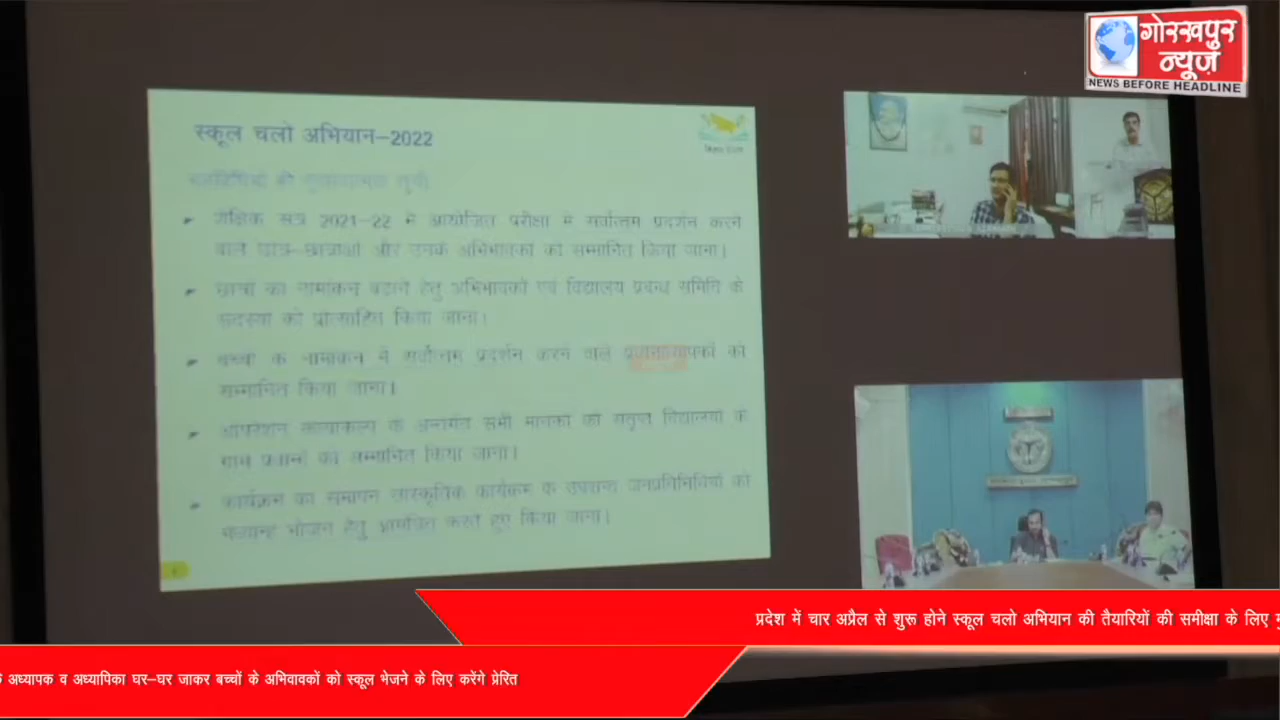 गोरखपुर
न्यूज़
NEWS BEFORE HEADLINE
स्कूल चलो अभियान-2022
की
शैक्षिक सत्र 2021-22 में आयोजित परीक्षा में सर्वोत्तम प्रदर्शन करने
वाले छात्र-छात्राओं और उनके अभिभावकों को सम्मानित किया जाना।
छात्रों का नामांकन बढ़ाने हेतु अभिभावकों एवं विद्यालय प्रबन्ध समिति के
सदस्यों को प्रोत्साहित किया जाना।
बच्चों के नामांकन में सर्वोत्तम प्रदर्शन करने वाले प्रधानाध्यापकों को
सम्मानित किया जाना।
ऑपरेशन कायाकल्प के अन्तर्गत सभी मानकों को संतृप्त विद्यालयों के
ग्राम प्रधानों को सम्मानित किया जाना।
कार्यक्रम का समापन सांस्कृतिक कार्यक्रम के उपरान्त जनप्रतिनिधियों को
मध्यान्ह भोजन हेतु आमंत्रित करते हुए किया जाना।
प्रदेश में चार अप्रैल से शुरू होने स्कूल चलो अभियान की तैयारियों की समीक्षा के लिए
अध्यापक व अध्यापिका घर-घर जाकर बच्चों के अभिवावकों को स्कूल भेजने के लिए करेंगे प्रेरित